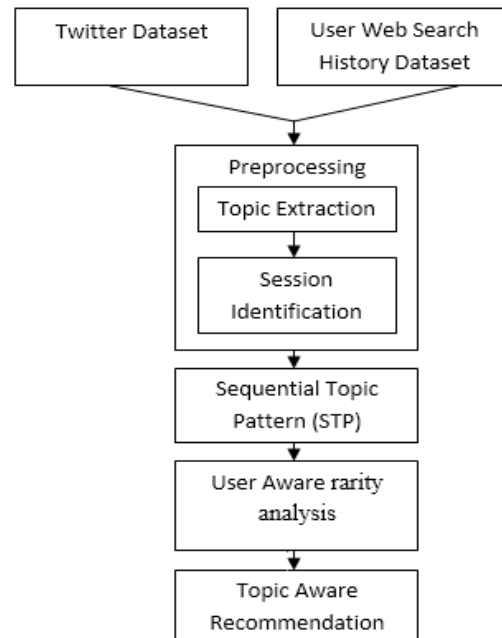 Twitter Dataset
User Web Search
History Dataset
Preprocessing
Topic Extraction
Session
Identification
Sequential Topic
Pattern (STP)
User Aware rarity
analysis
Topic Aware
Recommendation